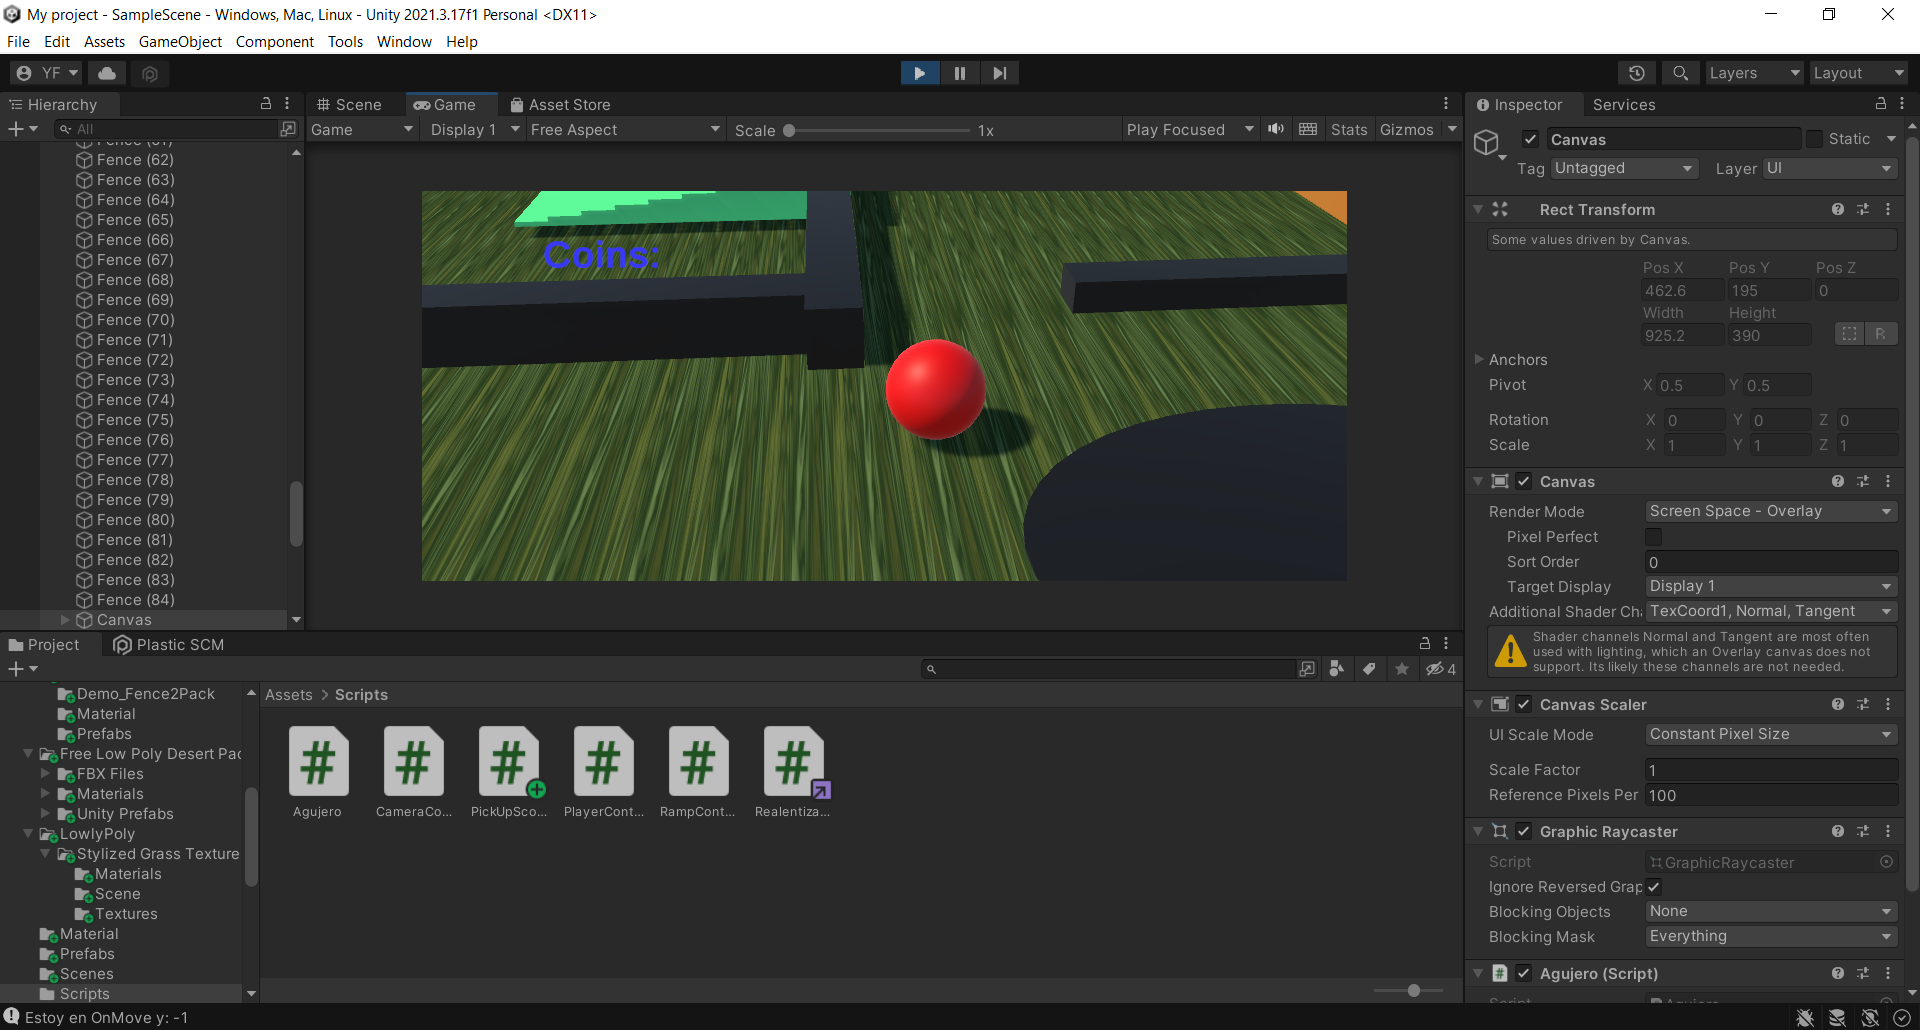 My project - SampleScene - Windows, Mac, Linux - Unity 2021.3.17f1 Personal <DX11>
File Edit Assets GameObject Component Tools Window Help
YF Layers Layout
Hierarchy
All
Fence (62)
Fence (63)
Fence (64)
Fence (65)
Fence (66)
Fence (67)
Fence (68)
Fence (69)
Fence (70)
Fence (71)
Fence (72)
Fence (73)
Fence (74)
Fence (75)
Fence (76)
Fence (77)
Fence (78)
Fence (79)
Fence (80)
Fence (81)
Fence (82)
Fence (83)
Fence (84)
Canvas
Scene Game Asset Store
Game Display 1 Free Aspect Scale 1x Play Focused Stats Gizmos
Coins:
Inspector Services
Canvas Static
Tag Untagged Layer UI
Rect Transform
Some values driven by Canvas.
Pos X Pos Y Pos Z
462.6 195 0
Width Height
925.2 390 R
Anchors
Pivot X 0.5 Y 0.5
Rotation X 0 Y 0 Z 0
Scale X 1 Y 1 Z 1
Canvas
Render Mode Screen Space - Overlay
Pixel Perfect
Sort Order 0
Target Display Display 1
Additional Shader Cha TexCoord1, Normal, Tangent
Shader channels Normal and Tangent are most often
used with lighting, which an Overlay canvas does not
support. Its likely these channels are not needed.
Canvas Scaler
UI Scale Mode Constant Pixel Size
Scale Factor 1
Reference Pixels Per 100
Graphic Raycaster
Script GraphicRaycaster
Ignore Reversed Grap
Blocking Objects None
Blocking Mask Everything
Agujero (Script)
Project Plastic SCM
4
Demo_Fence2Pack
Material
Prefabs
Free Low Poly Desert Pac
FBX Files
Materials
Unity Prefabs
LowlyPoly
Stylized Grass Texture
Materials
Scene
Textures
Material
Prefabs
Scenes
Scripts
Assets > Scripts
Agujero CameraCo... PickUpSco... PlayerCont... RampCont... Realentiza...
Estoy en OnMove y: -1